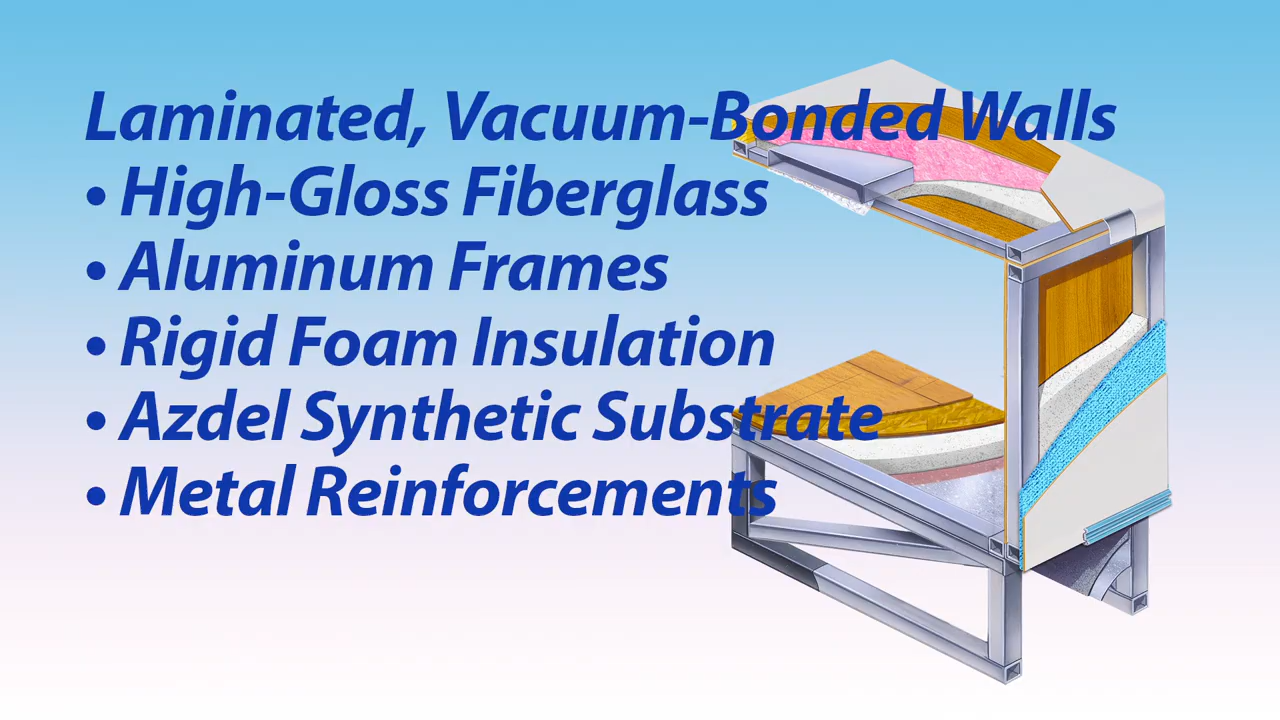 Laminated, Vacuum-Bonded Walls
• High-Gloss Fiberglass
• Aluminum Frames
• Rigid Foam Insulation
• Azdel Synthetic Substrate
• Metal Reinforcements